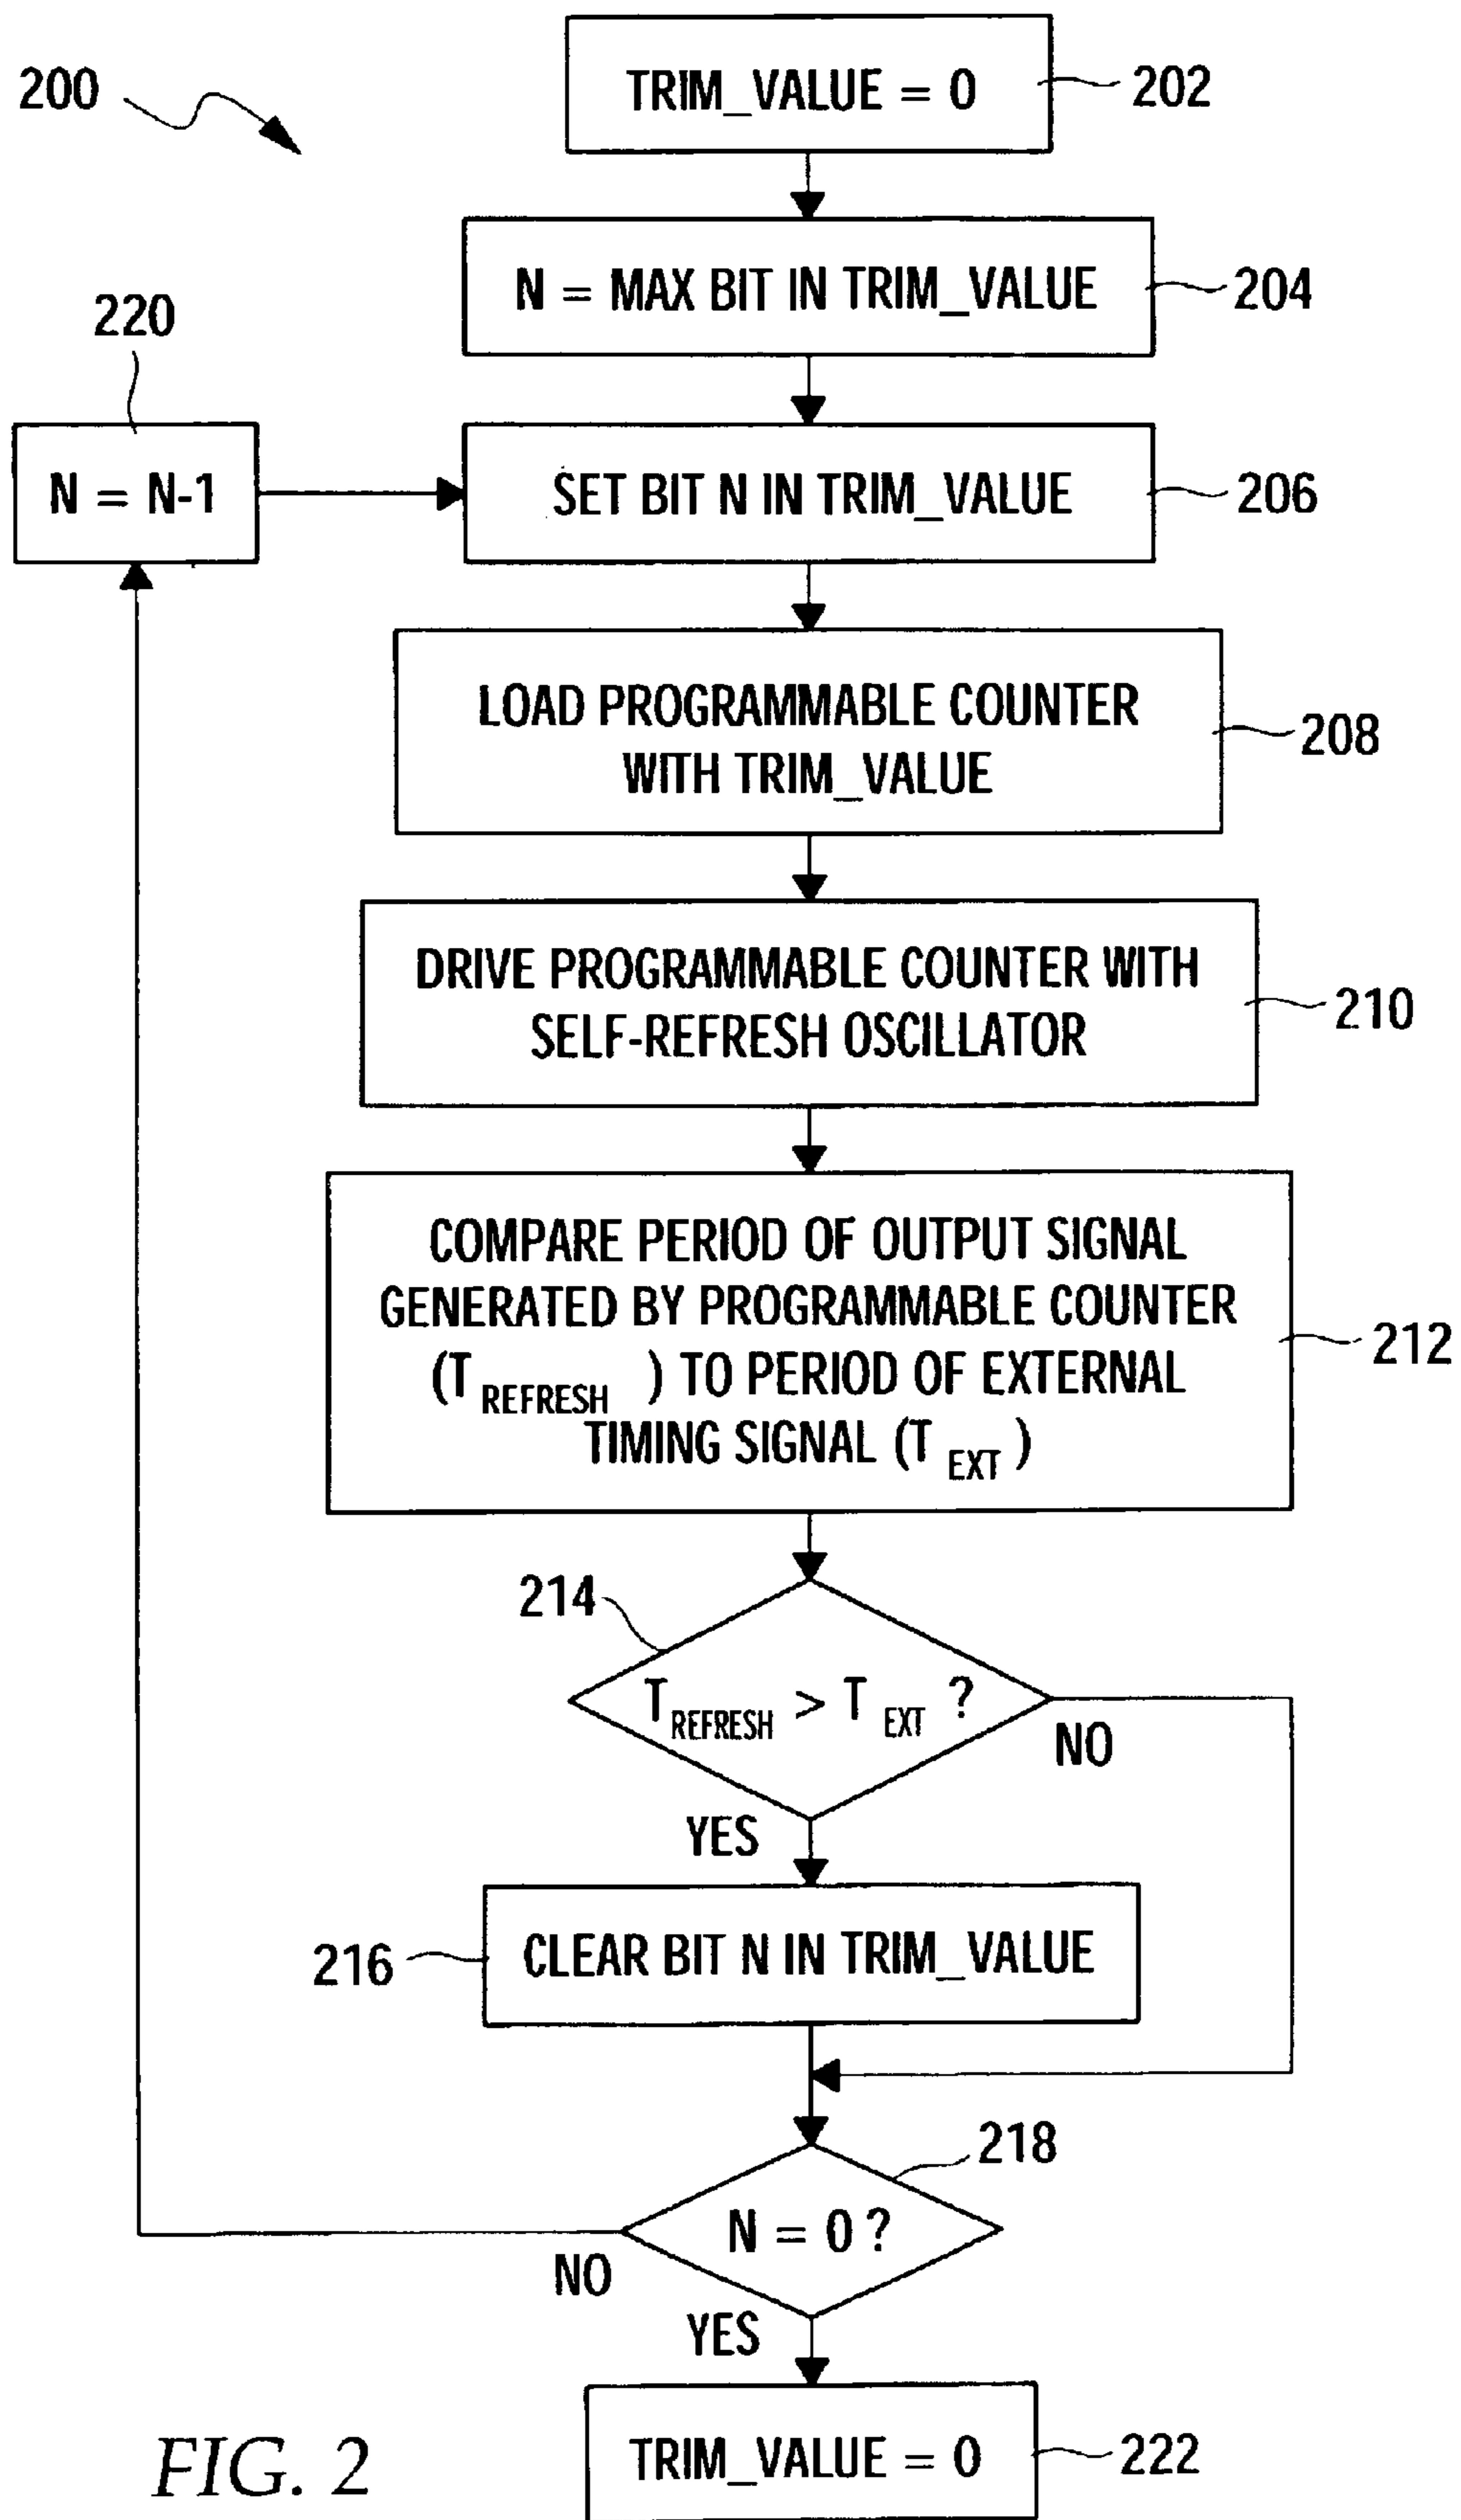 200
TRIM_VALUE = 0
202
N = MAX BIT IN TRIM_VALUE
204
220
N = N-1
SET BIT N IN TRIM_VALUE
206
LOAD PROGRAMMABLE COUNTER
WITH TRIM_VALUE
208
DRIVE PROGRAMMABLE COUNTER WITH
SELF-REFRESH OSCILLATOR
210
COMPARE PERIOD OF OUTPUT SIGNAL
GENERATED BY PROGRAMMABLE COUNTER
(T REFRESH ) TO PERIOD OF EXTERNAL
TIMING SIGNAL (T EXT )
212
214
T REFRESH > T EXT ?
NO
YES
216
CLEAR BIT N IN TRIM_VALUE
218
N = 0 ?
NO
YES
TRIM_VALUE = 0
222
FIG. 2